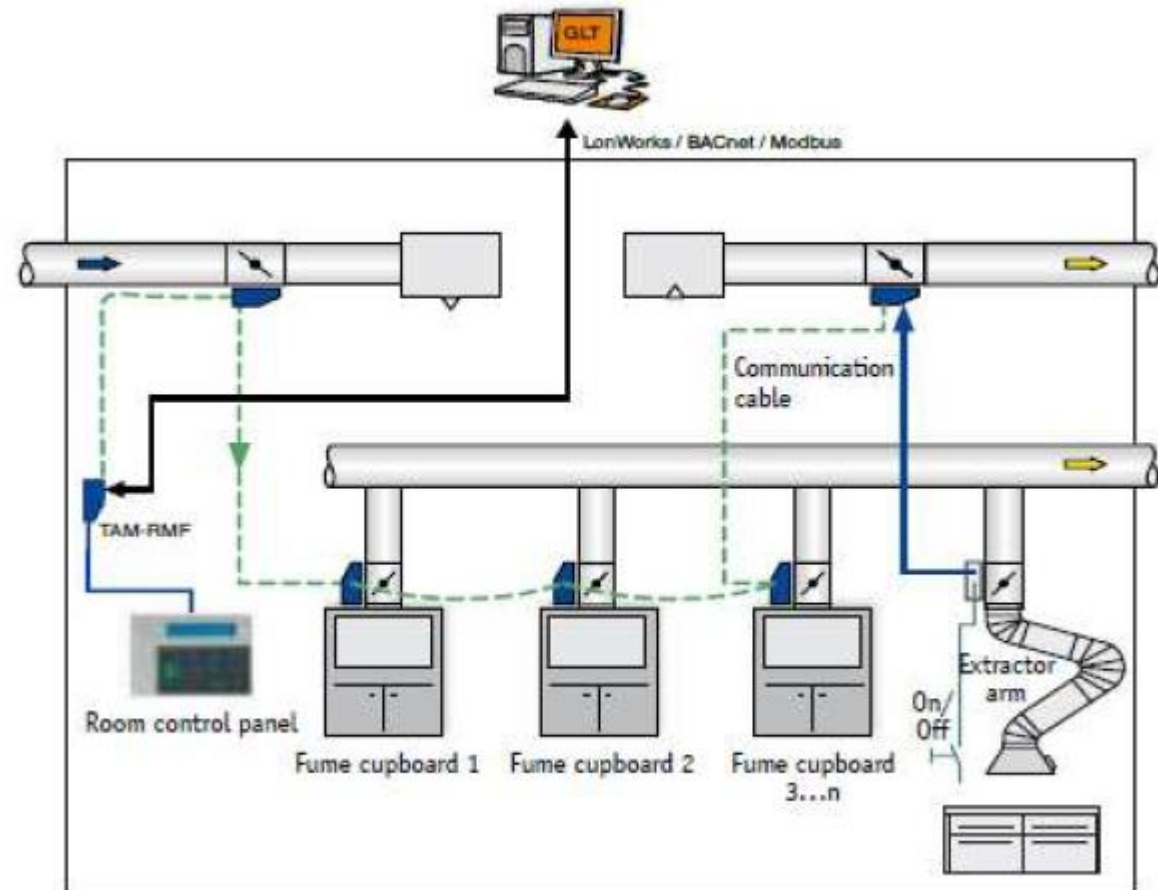 GLT
LonWorks / BACnet / Modbus
Communication
cable
TAM-RMF
Room control panel
Extractor
arm
On/
Off
Fume cupboard 1
Fume cupboard 2
Fume cupboard
3...n